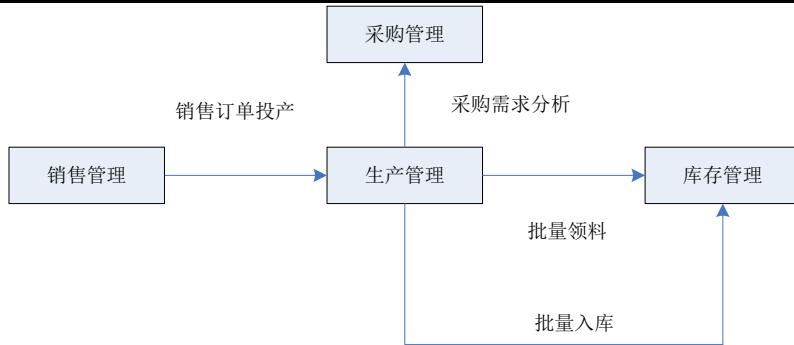 采购管理
销售订单投产
采购需求分析
销售管理
生产管理
库存管理
批量领料
批量入库